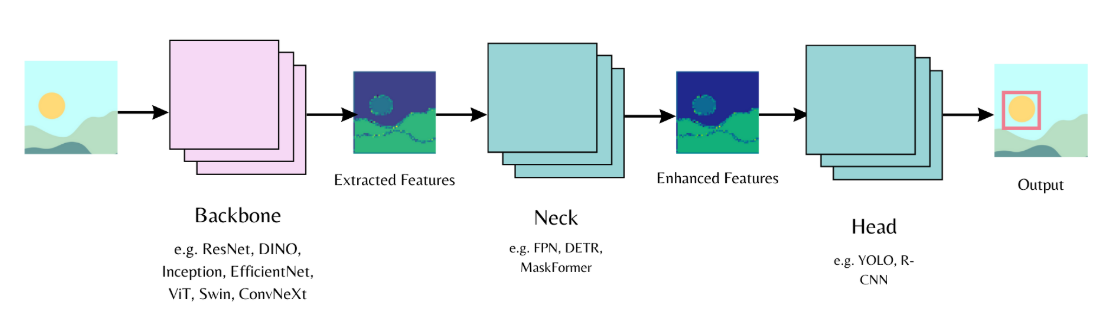 Extracted Features
Enhanced Features
Output
Backbone
e.g. ResNet, DINO,
Inception, EfficientNet,
ViT, Swin, ConvNeXt
Neck
e.g. FPN, DETR,
MaskFormer
Head
e.g. YOLO, R-
CNN